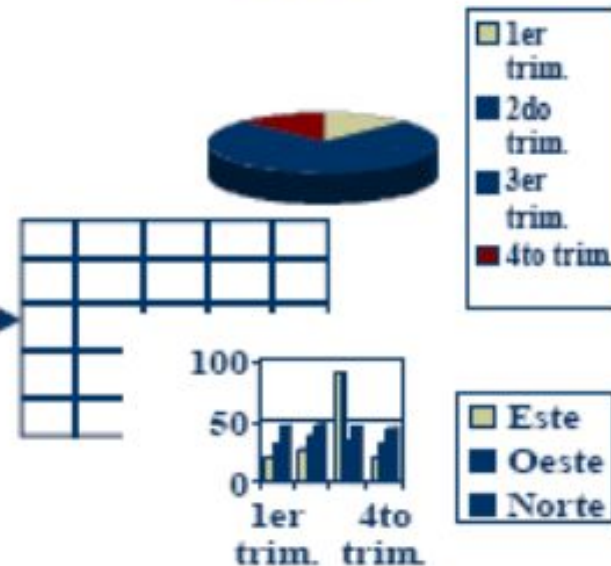 1er
trim.
2do
trim.
3er
trim.
4to trim.
100
50
0
1er 4to
trim. trim.
Este
Oeste
Norte